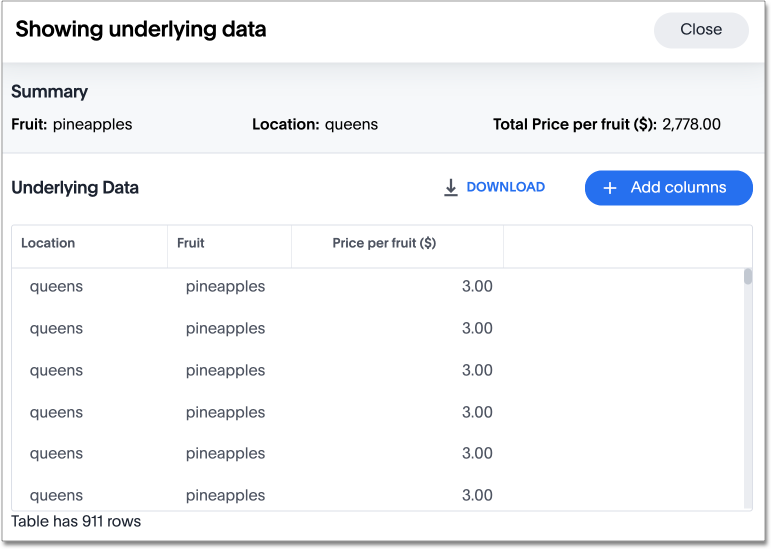 Showing underlying data Close
Summary
Fruit: pineapples Location: queens Total Price per fruit ($): 2,778.00
Underlying Data DOWNLOAD + Add columns
Location Fruit Price per fruit ($)
queens pineapples 3.00
queens pineapples 3.00
queens pineapples 3.00
queens pineapples 3.00
queens pineapples 3.00
queens pineapples 3.00
Table has 911 rows